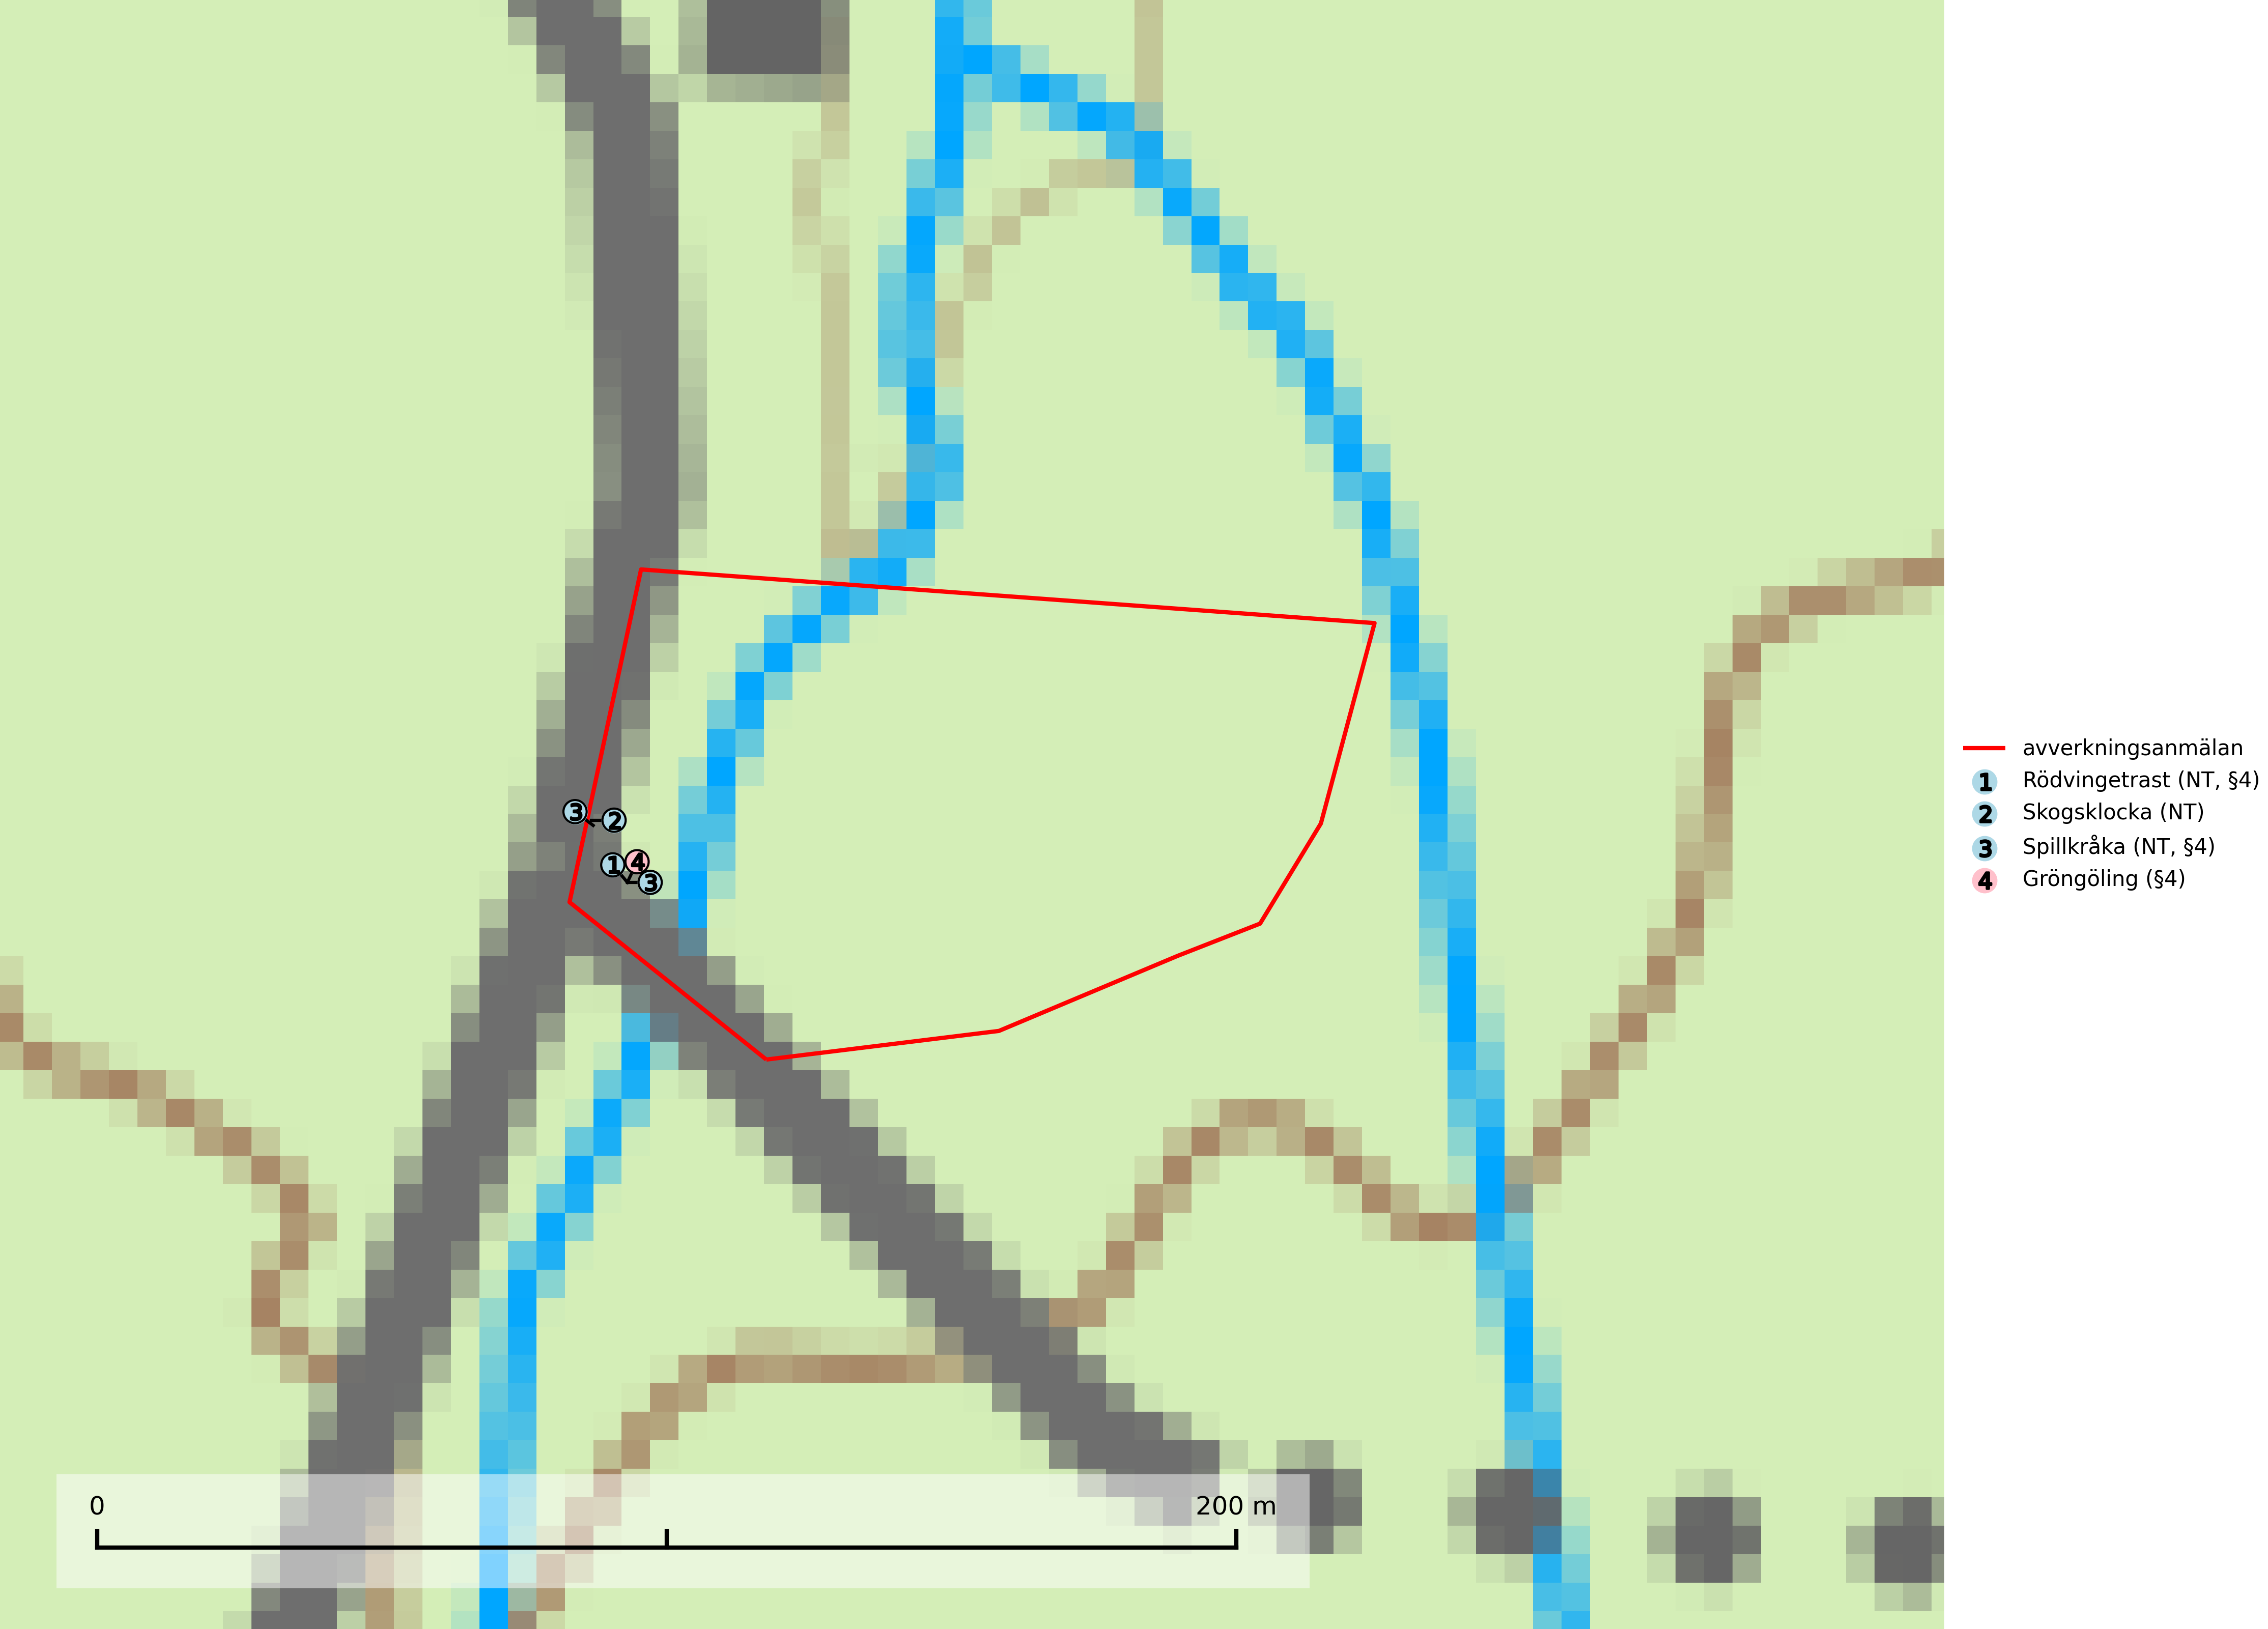 3
2
1
4
3
avverkningsanmälan
1 Rödvingetrast (NT, §4)
2 Skogsklocka (NT)
3 Spillkråka (NT, §4)
4 Gröngöling (§4)
0 200 m